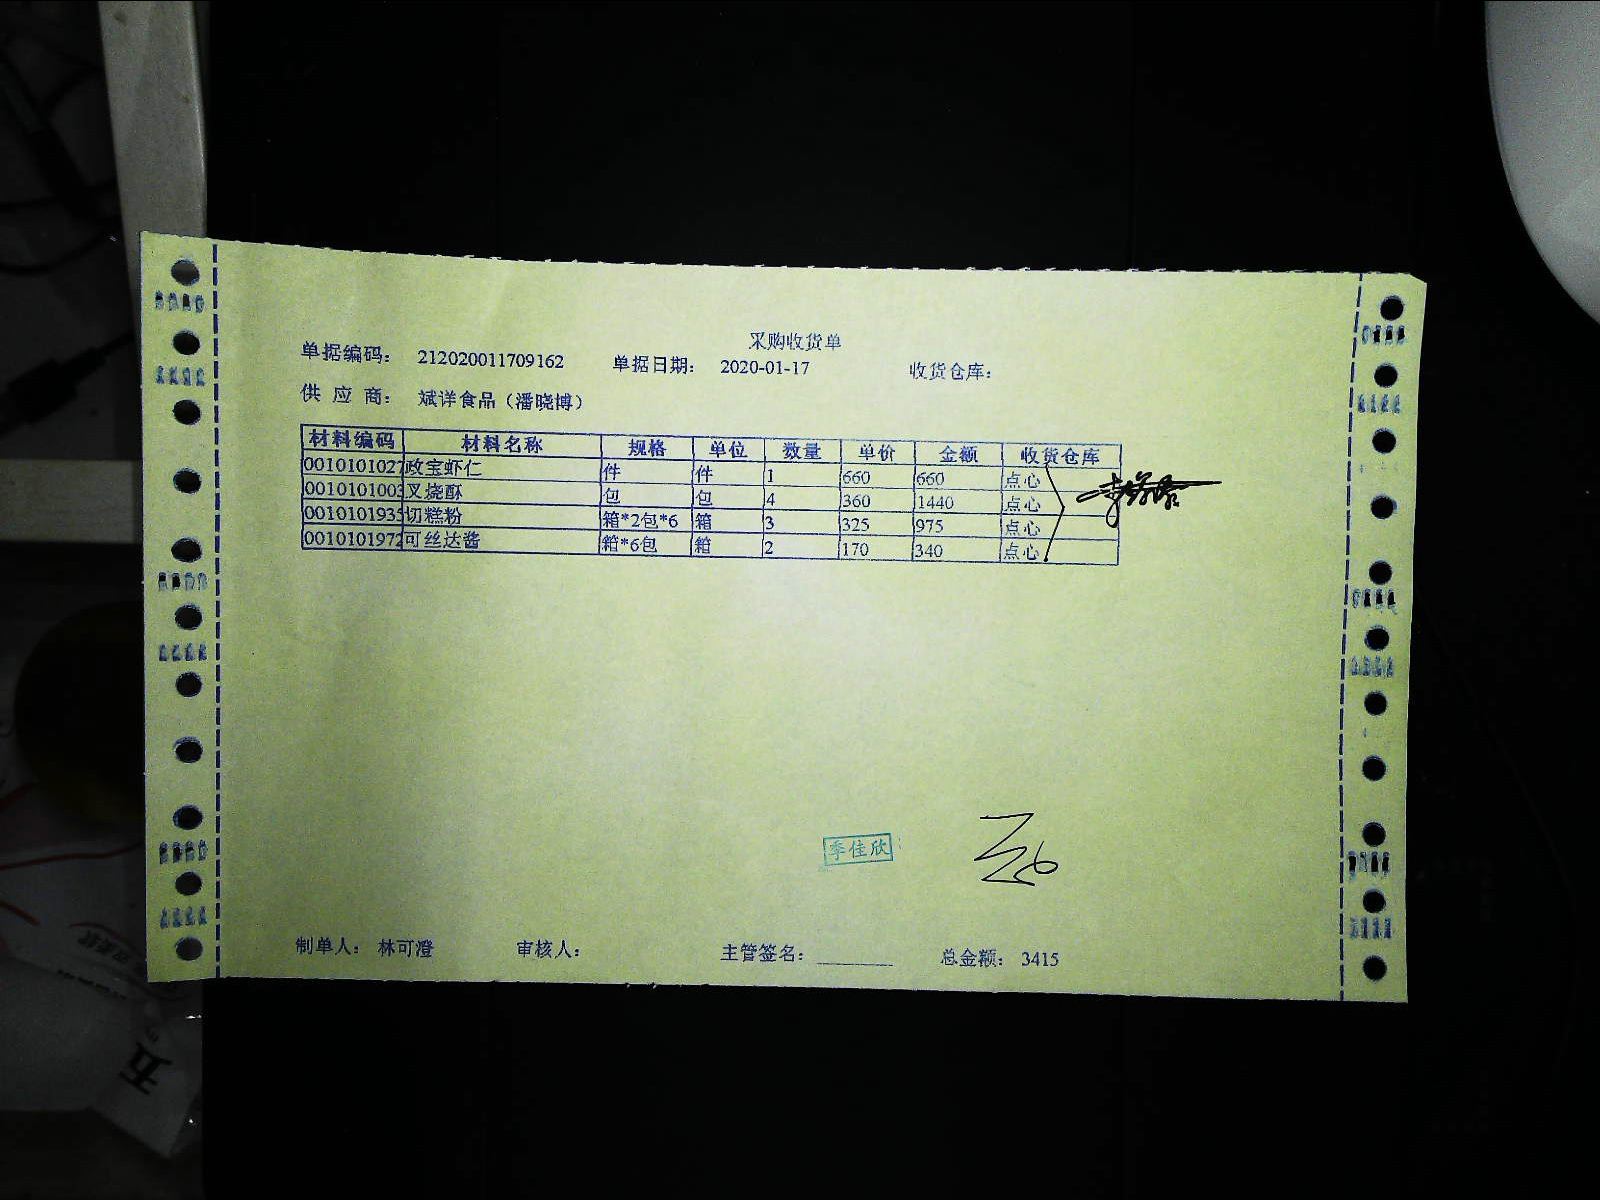 采购收货单
单据编码： 212020011709162 单据日期： 2020-01-17 收货仓库：
供 应 商： 斌洋食品（潘晓博）
材料编码 材料名称 规格 单位 数量 单价 金额 收货仓库
0010101027 政宝虾仁 件 件 1 660 660 点心
0010101003 叉烧酥 包 包 4 360 1440 点心
0010101935 切糕粉 箱*2包*6 箱 3 325 975 点心
0010101972 可丝达酱 箱*6包 箱 2 170 340 点心
季佳欣
制单人： 林可澄 审核人： 主管签名： 总金额： 3415
五